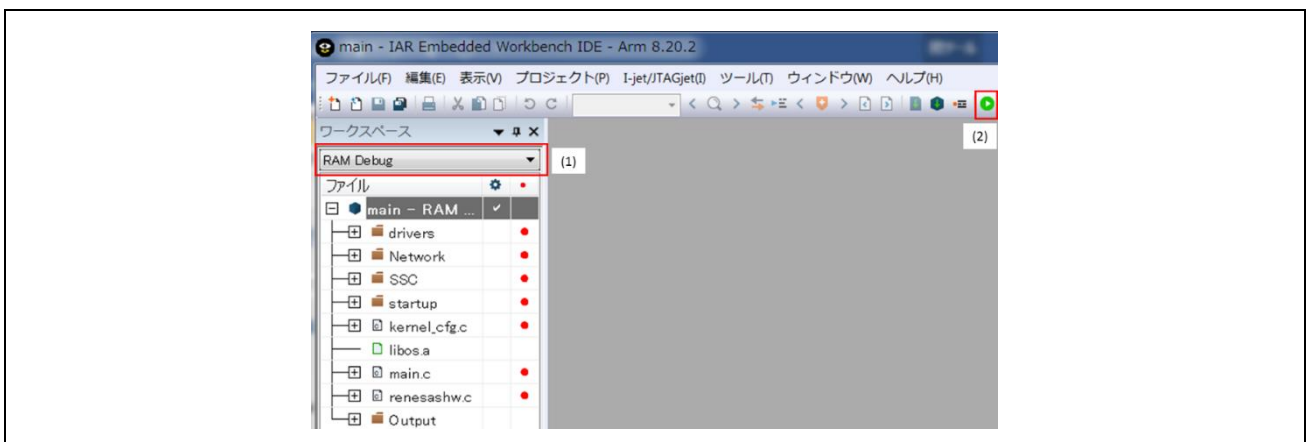 main - IAR Embedded Workbench IDE - Arm 8.20.2
ファイル(F) 編集(E) 表示(V) プロジェクト(P) I-jet/JTAGjet(I) ツール(T) ウィンドウ(W) ヘルプ(H)
ワークスペース
(2)
RAM Debug
(1)
ファイル
main - RAM ...
drivers
Network
SSC
startup
kernel_cfg.c
libos.a
main.c
renesashw.c
Output